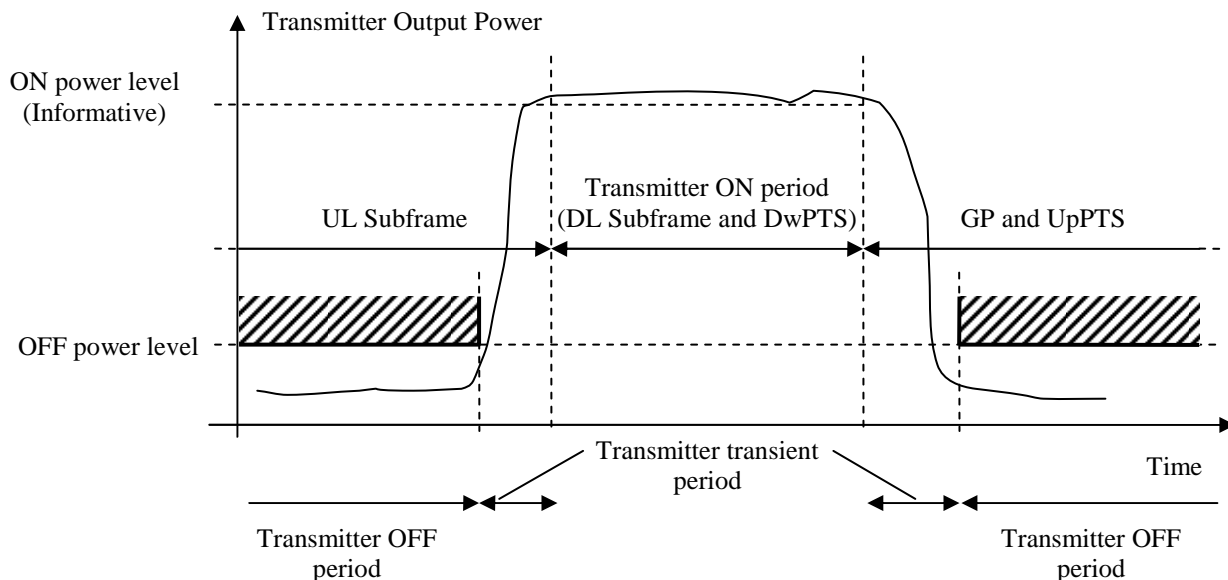 Transmitter Output Power
ON power level
(Informative)
Transmitter ON period
(DL Subframe and DwPTS)
UL Subframe
GP and UpPTS
OFF power level
Transmitter transient
period
Time
Transmitter OFF
period
Transmitter OFF
period